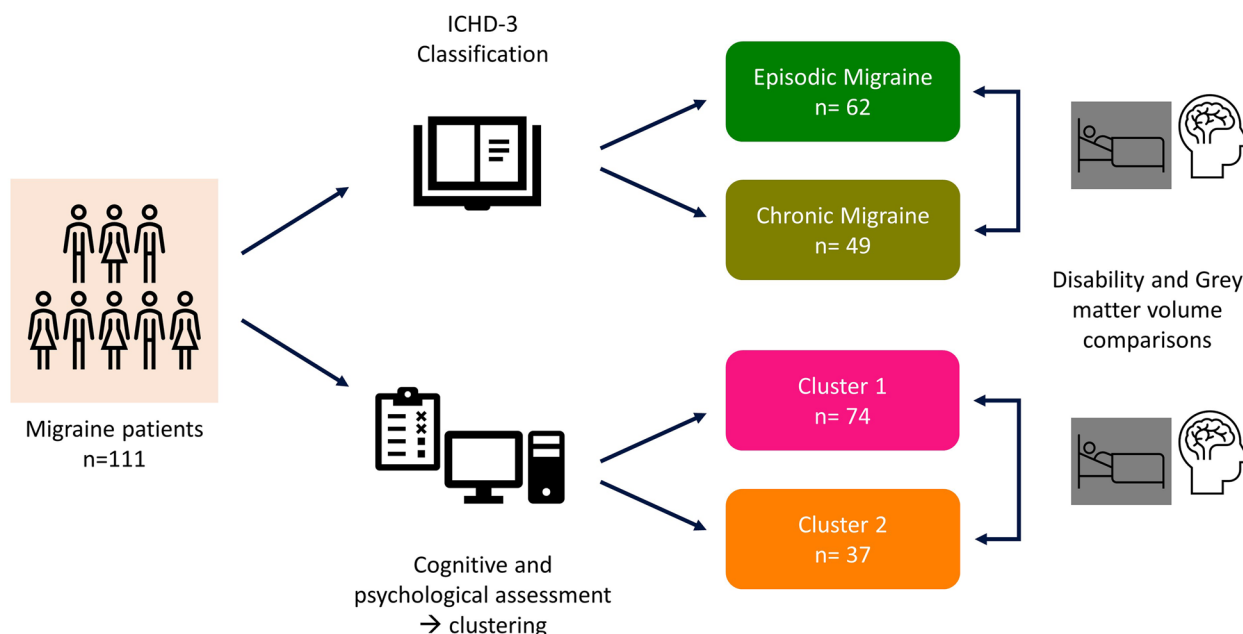 ICHD-3
Classification
Episodic Migraine
n= 62
Chronic Migraine
n= 49
Migraine patients
n=111
Disability and Grey
matter volume
comparisons
Cluster 1
n= 74
Cluster 2
n= 37
Cognitive and
psychological assessment
→ clustering